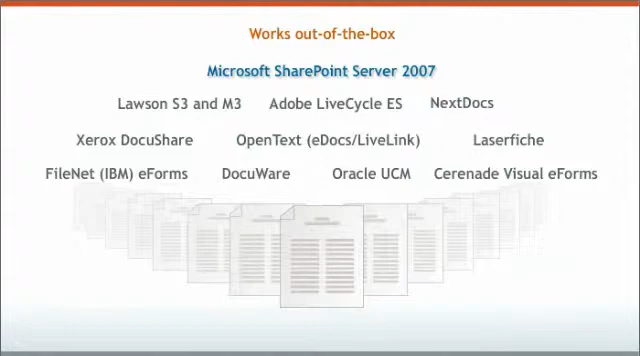 Works out-of-the-box
Microsoft SharePoint Server 2007
Lawson S3 and M3 Adobe LiveCycle ES NextDocs
Xerox DocuShare OpenText (eDocs/LiveLink) Laserfiche
FileNet (IBM) eForms DocuWare Oracle UCM Cerenade Visual eForms